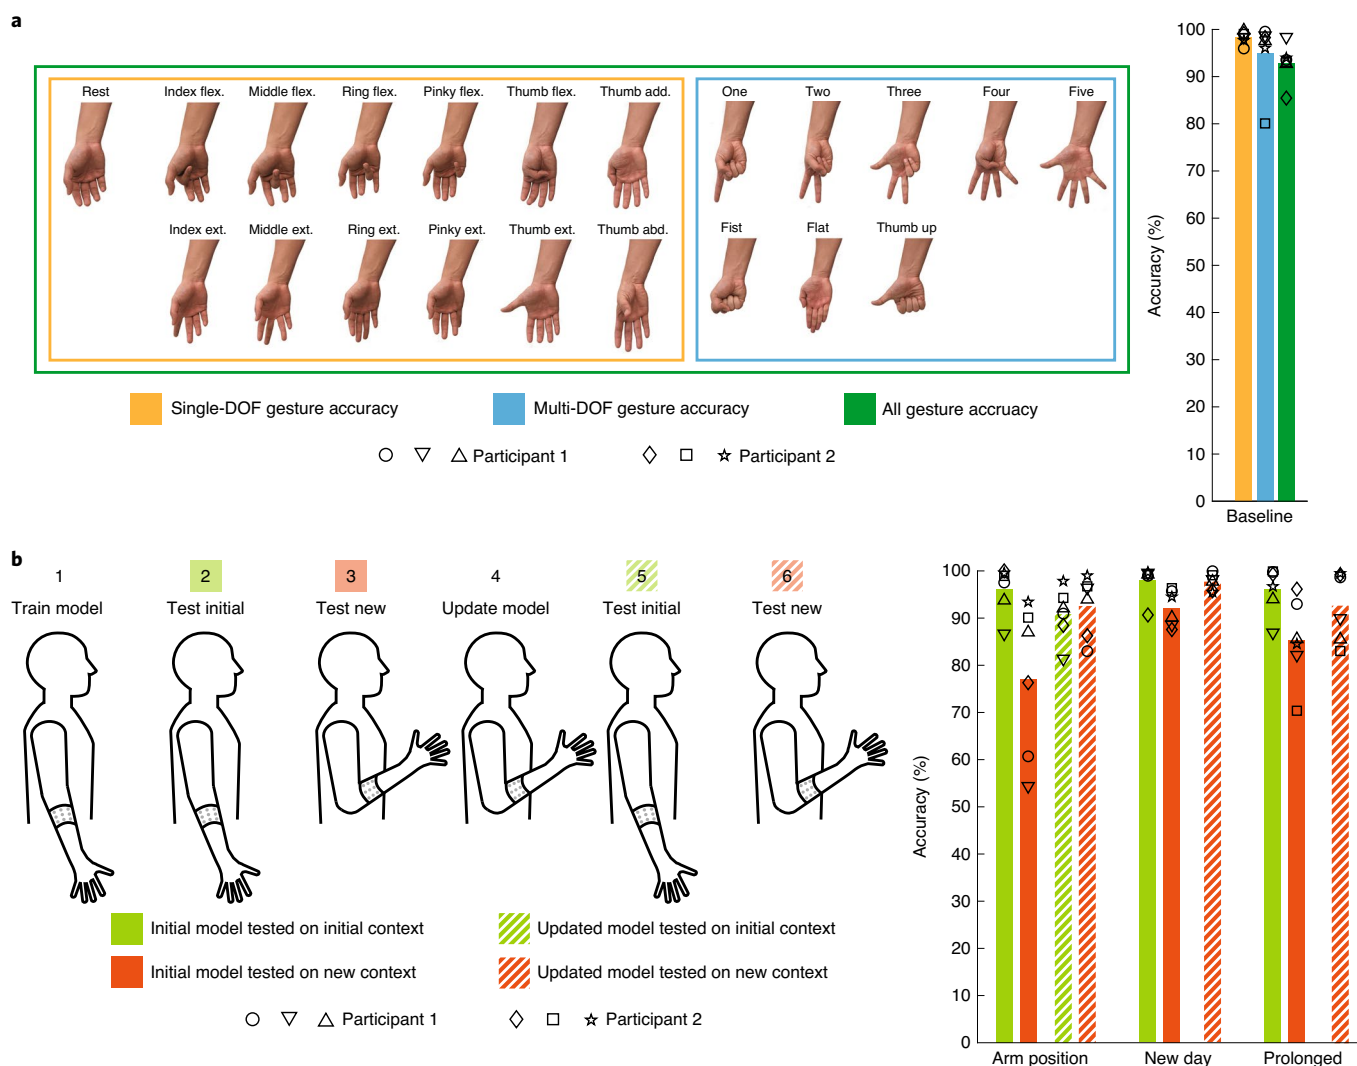 a
Rest Index flex. Middle flex. Ring flex. Pinky flex. Thumb flex. Thumb add.
Index ext. Middle ext. Ring ext. Pinky ext. Thumb ext. Thumb abd.
One Two Three Four Five
Fist Flat Thumb up
Single-DOF gesture accuracy Multi-DOF gesture accuracy All gesture accruacy
Participant 1 Participant 2
Accuracy (%)
100
90
80
70
60
50
40
30
20
10
0
Baseline
b
1 2 3 4 5 6
Train model Test initial Test new Update model Test initial Test new
Initial model tested on initial context Updated model tested on initial context
Initial model tested on new context Updated model tested on new context
Participant 1 Participant 2
Accuracy (%)
100
90
80
70
60
50
40
30
20
10
0
Arm position New day Prolonged